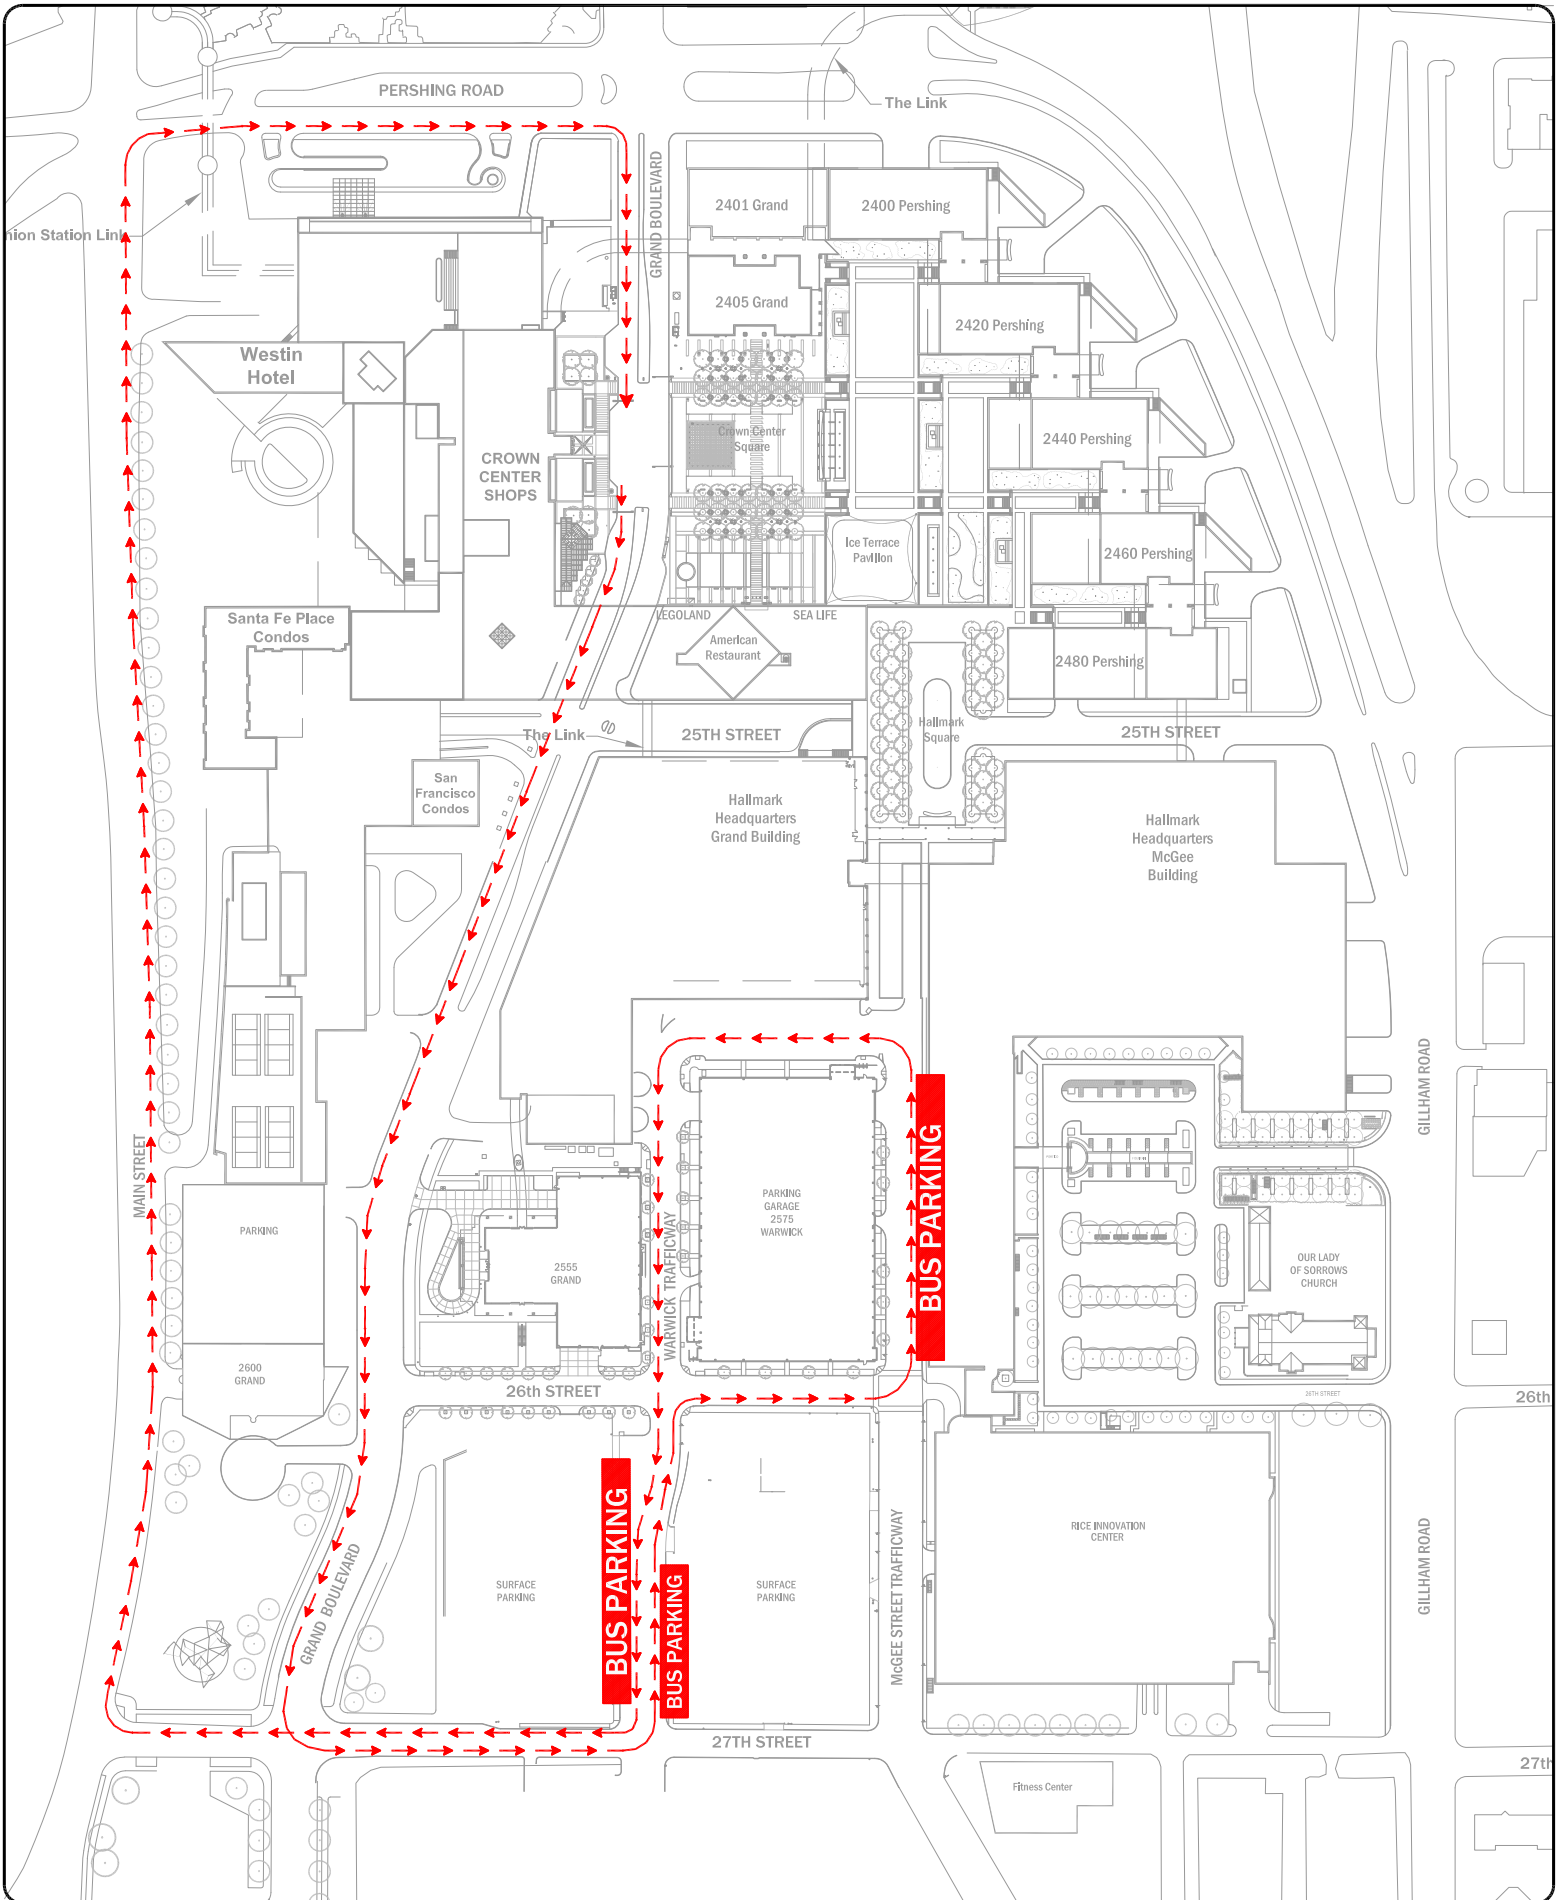 PERSHING ROAD
The Link
GRAND BOULEVARD
2401 Grand
2400 Pershing
nion Station Link
2405 Grand
2420 Pershing
Westin
Hotel
Crown Center
Square
2440 Pershing
CROWN
CENTER
SHOPS
Ice Terrace
Pavilion
2460 Pershing
Santa Fe Place
Condos
LEGOLAND
SEA LIFE
American
Restaurant
2480 Pershing
The Link
25TH STREET
Hallmark
Square
25TH STREET
San
Francisco
Condos
Hallmark
Headquarters
Grand Building
Hallmark
Headquarters
McGee
Building
GILLHAM ROAD
MAIN STREET
BUS PARKING
PARKING
GARAGE
2575
WARWICK
PARKING
2555
GRAND
WARWICK TRAFFICWAY
OUR LADY
OF SORROWS
CHURCH
2600
GRAND
26th STREET
26TH STREET
26th
BUS PARKING
BUS PARKING
RICE INNOVATION
CENTER
GRAND BOULEVARD
SURFACE
PARKING
SURFACE
PARKING
McGEE STREET TRAFFICWAY
GILLHAM ROAD
27TH STREET
27th
Fitness Center